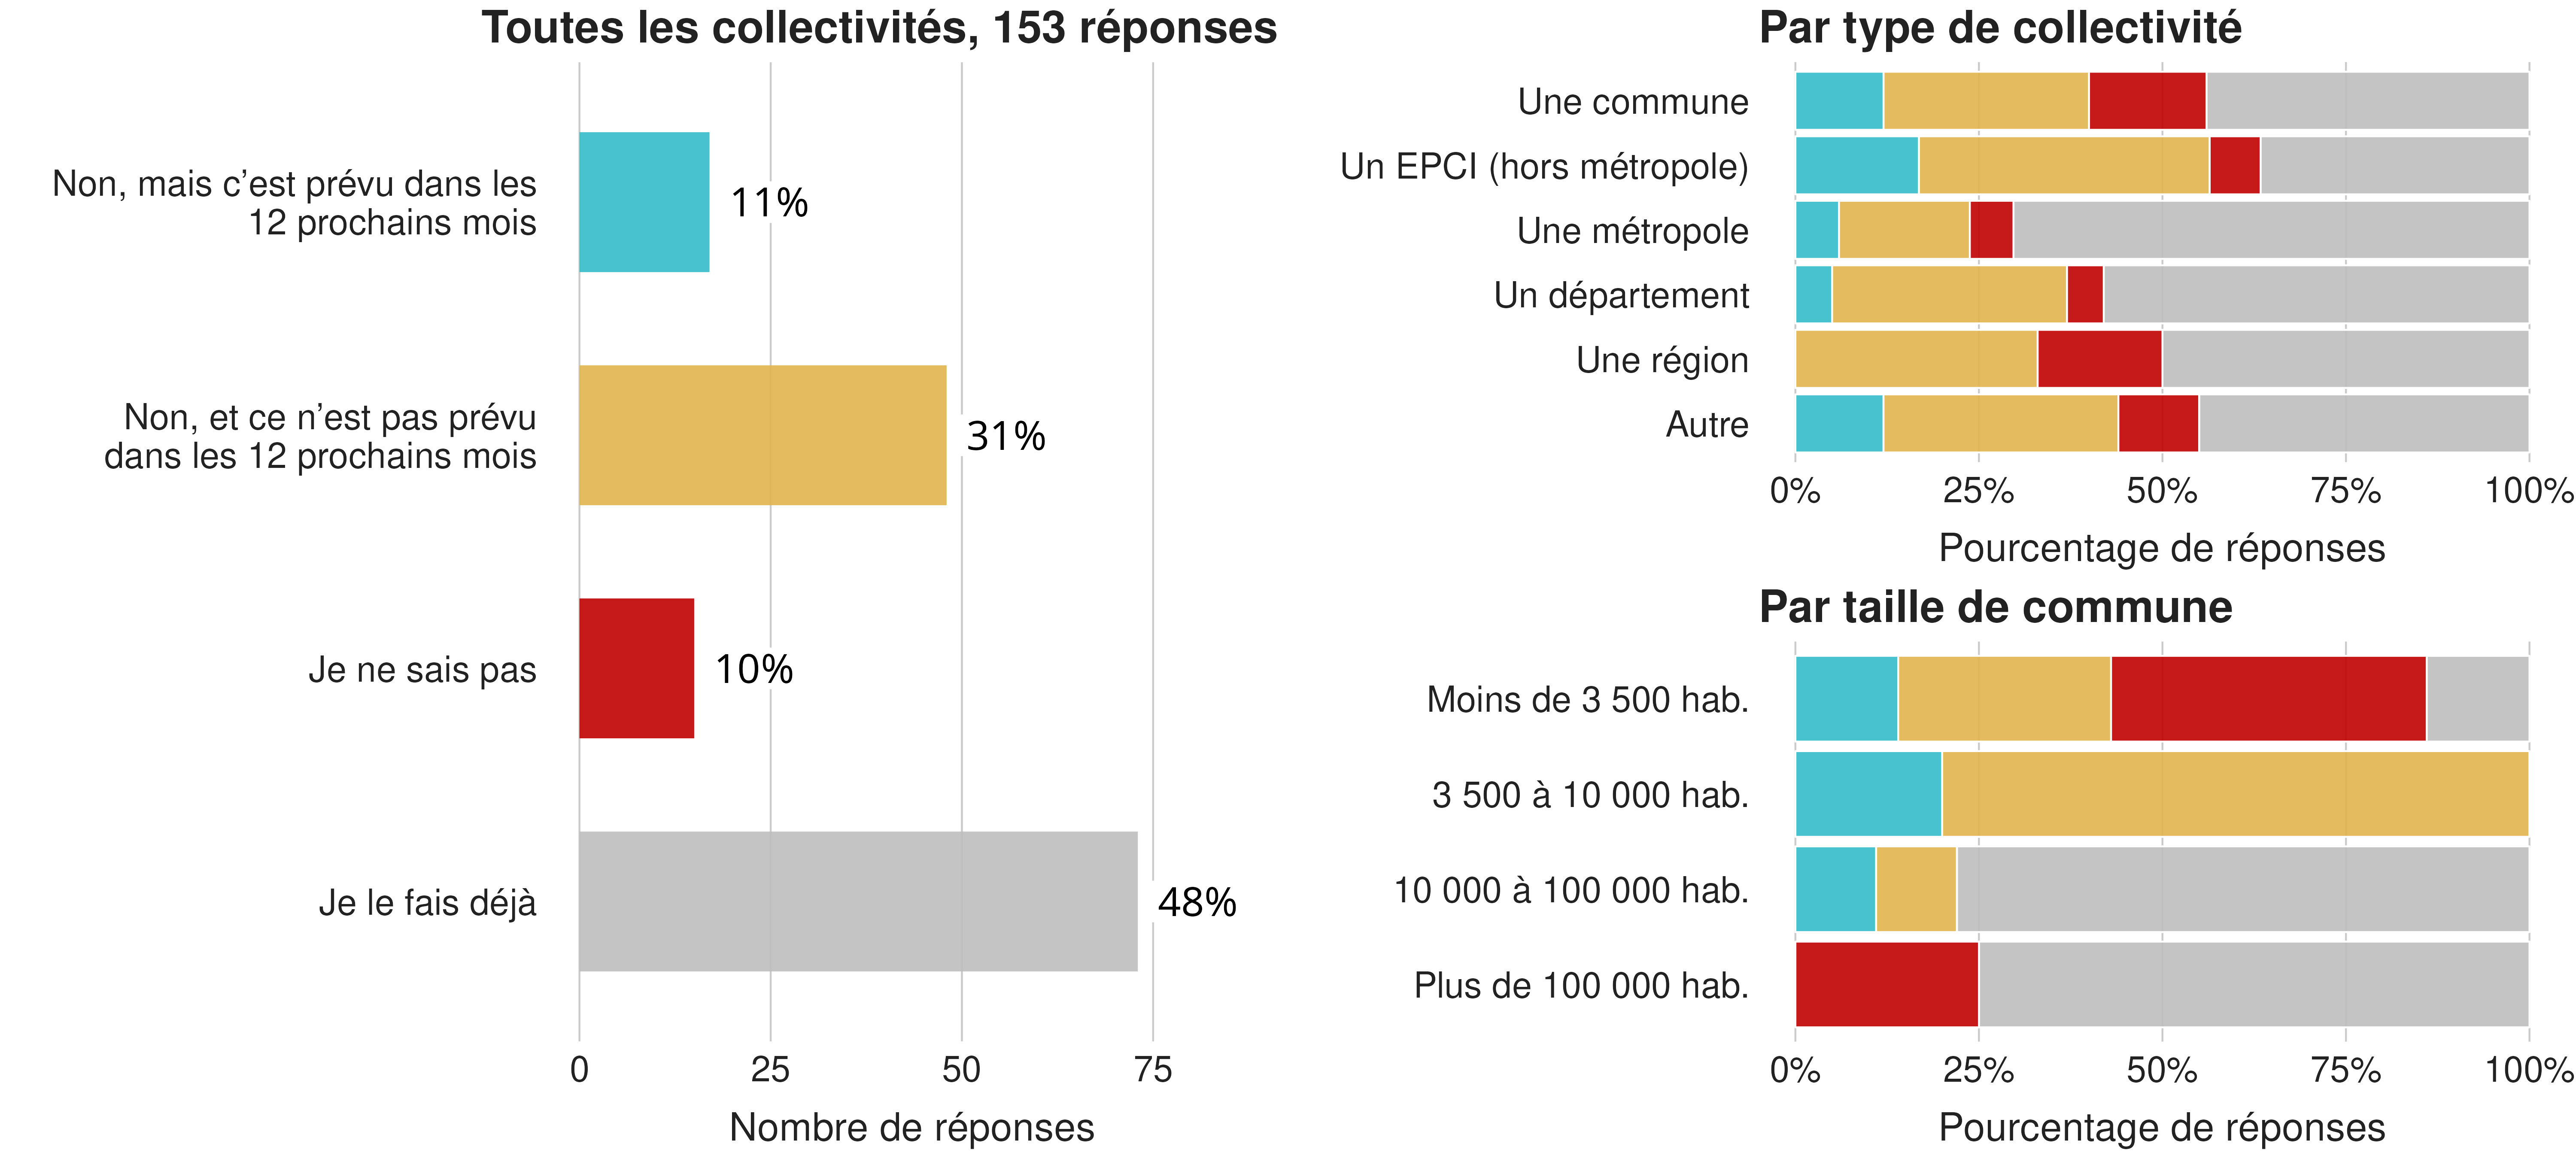 Toutes les collectivités, 153 réponses
Non, mais c’est prévu dans les
12 prochains mois
11%
Non, et ce n’est pas prévu
dans les 12 prochains mois
31%
Je ne sais pas
10%
Je le fais déjà
48%
0 25 50 75
Nombre de réponses
Par type de collectivité
Une commune
Un EPCI (hors métropole)
Une métropole
Un département
Une région
Autre
0% 25% 50% 75% 100%
Pourcentage de réponses
Par taille de commune
Moins de 3 500 hab.
3 500 à 10 000 hab.
10 000 à 100 000 hab.
Plus de 100 000 hab.
0% 25% 50% 75% 100%
Pourcentage de réponses